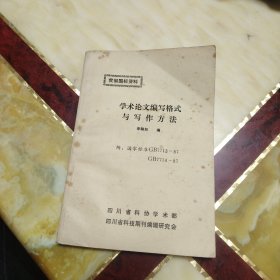 学术论文编写格式
与写作方法
编
附：国家标准GB7713-87
GB7714-87
四川省科协学术部
四川省科技期刊编辑研究会